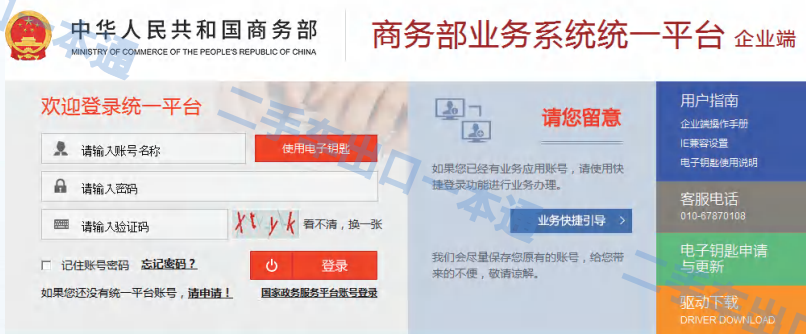 中华人民共和国商务部
MINISTRY OF COMMERCE OF THE PEOPLE'S REPUBLIC OF CHINA
商务部业务系统统一平台 企业端
欢迎登录统一平台
请输入账号名称
使用电子钥匙
请输入密码
请输入验证码
xtyk
看不清，换一张
记住账号密码 忘记密码？
登录
如果您还没有统一平台账号，请申请！
国家政务服务平台账号登录
请您留意
如果您已经有业务应用账号，请使用快
捷登录功能进行业务办理。
业务快捷引导 >
我们会尽量保存您原有的账号，给您带
来的不便，敬请谅解。
用户指南
企业端操作手册
IE兼容设置
电子钥匙使用说明
客服电话
010-67870108
电子钥匙申请
与更新
驱动下载
DRIVER DOWNLOAD
二手车出口一本通